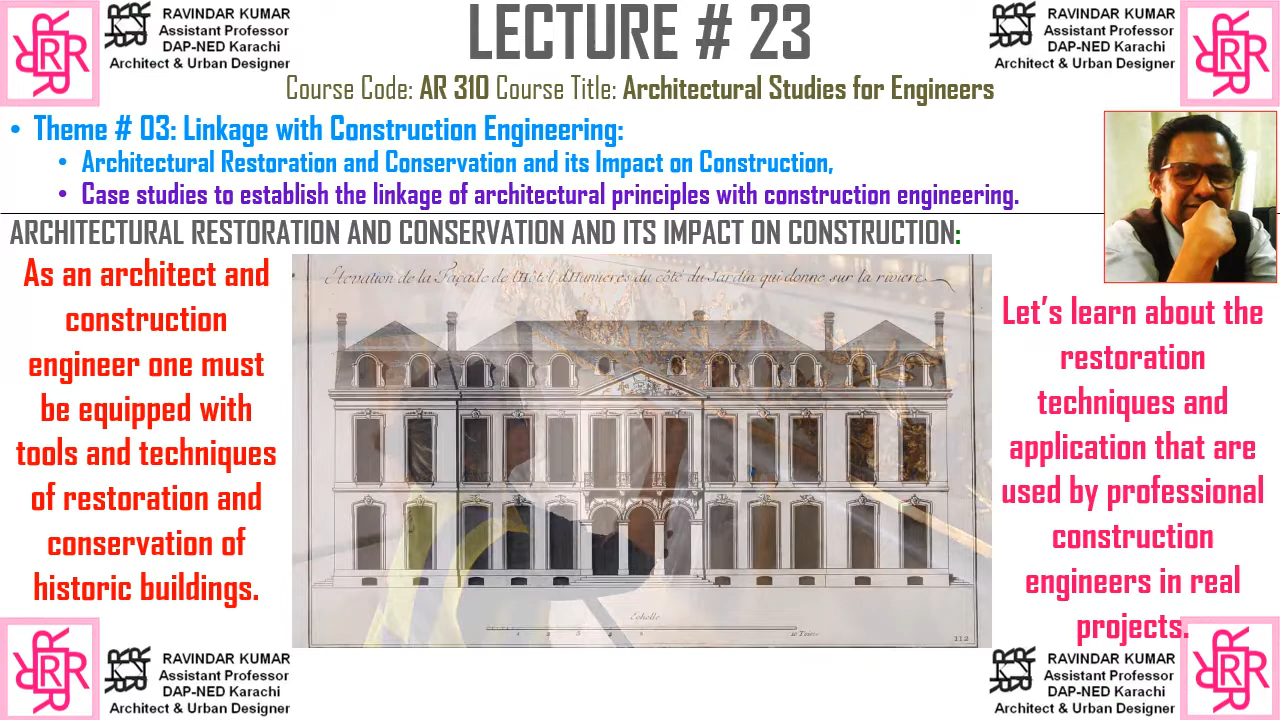 RAVINDAR KUMAR
Assistant Professor
DAP-NED Karachi
Architect & Urban Designer
LECTURE # 23
RAVINDAR KUMAR
Assistant Professor
DAP-NED Karachi
Architect & Urban Designer
Course Code: AR 310 Course Title: Architectural Studies for Engineers
• Theme # 03: Linkage with Construction Engineering:
• Architectural Restoration and Conservation and its Impact on Construction,
• Case studies to establish the linkage of architectural principles with construction engineering.
ARCHITECTURAL RESTORATION AND CONSERVATION AND ITS IMPACT ON CONSTRUCTION:
As an architect and
construction
engineer one must
be equipped with
tools and techniques
of restoration and
conservation of
historic buildings.
Elevation de la Façade de l'Hôtel d'Humieres du côté du Jardin qui donne sur la riviere
Echelle
112
Let's learn about the
restoration
techniques and
application that are
used by professional
construction
engineers in real
projects.
RAVINDAR KUMAR
Assistant Professor
DAP-NED Karachi
Architect & Urban Designer
RAVINDAR KUMAR
Assistant Professor
DAP-NED Karachi
Architect & Urban Designer